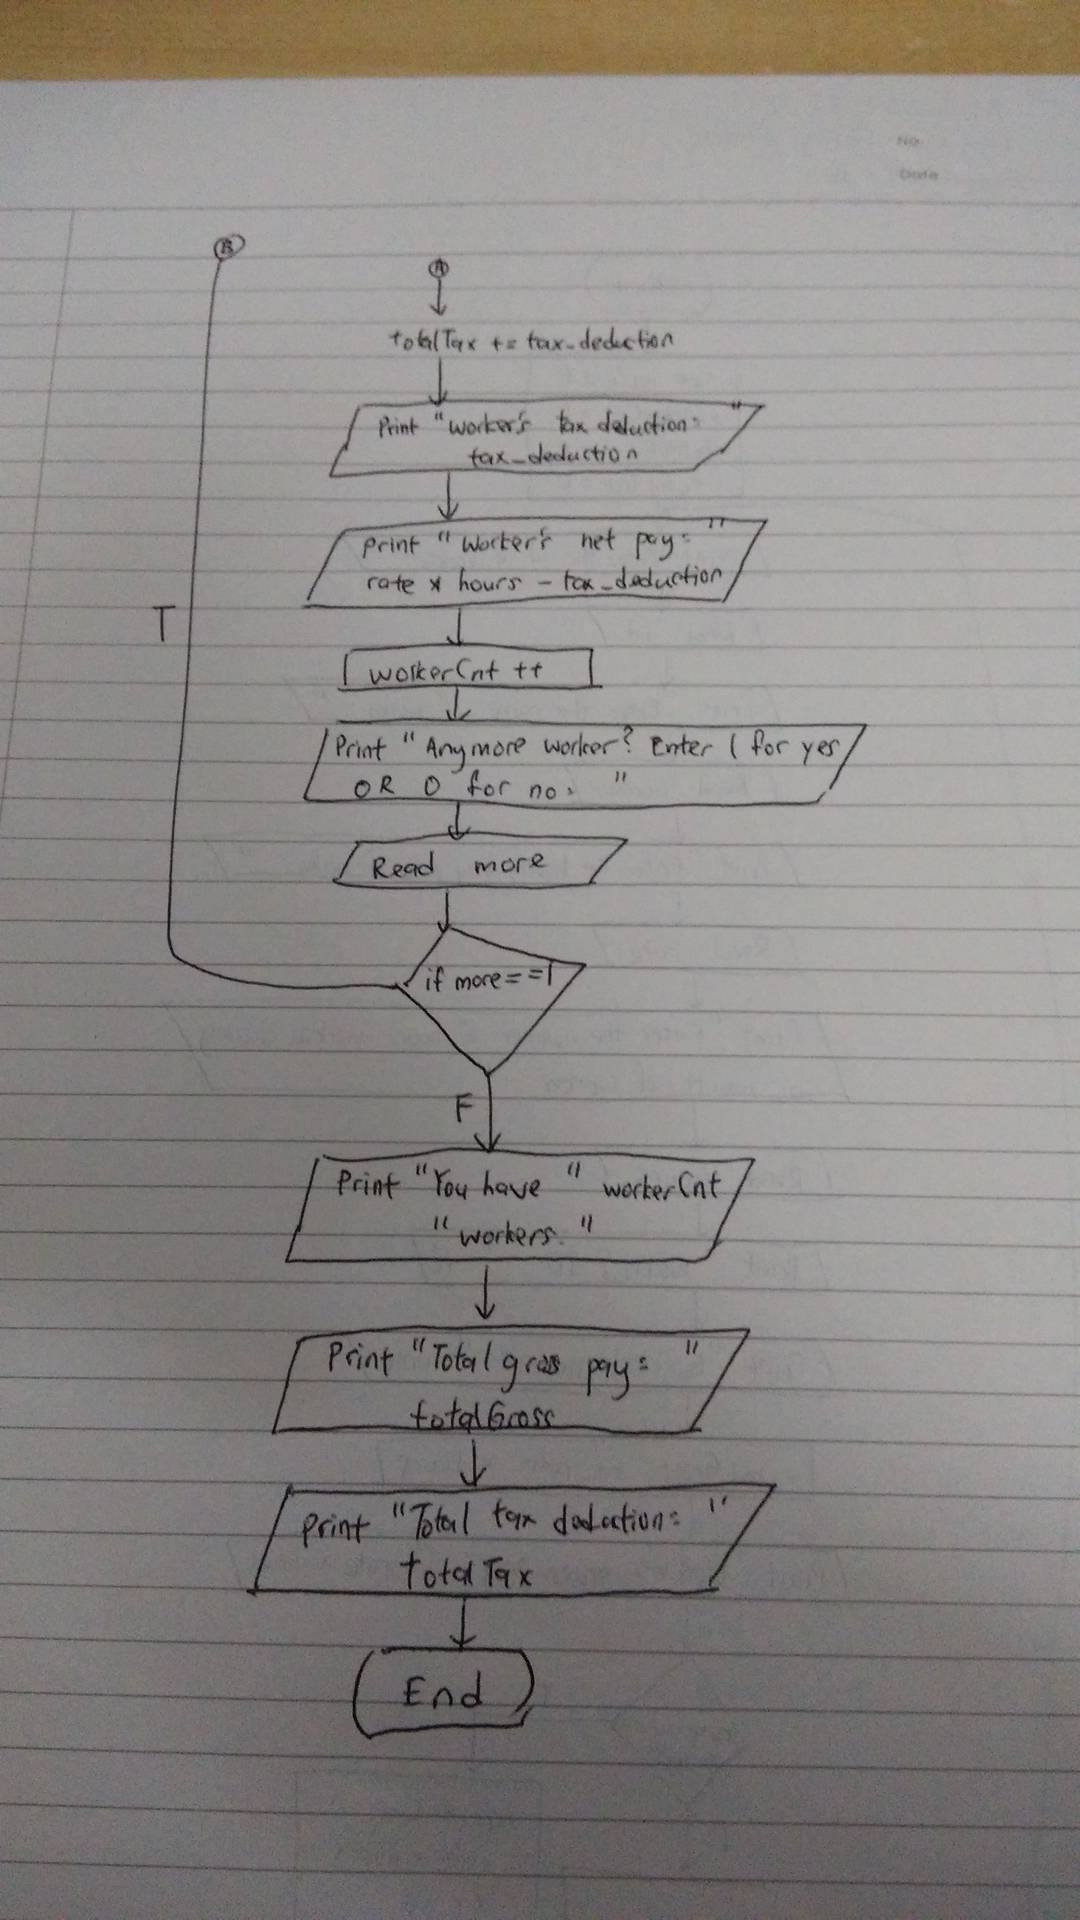 No.
Date
B
A
totalTax += tax_deduction
Print "Worker's tax deduction: "
tax_deduction
Print "Worker's net pay: "
rate * hours - tax_deduction
T
workerCnt ++
Print "Anymore worker? Enter 1 for yes
OR 0 for no: "
Read more
if more==1
F
Print "You have " workerCnt
"workers."
Print "Total gross pay: "
totalGross
Print "Total tax deduction: "
totalTax
End